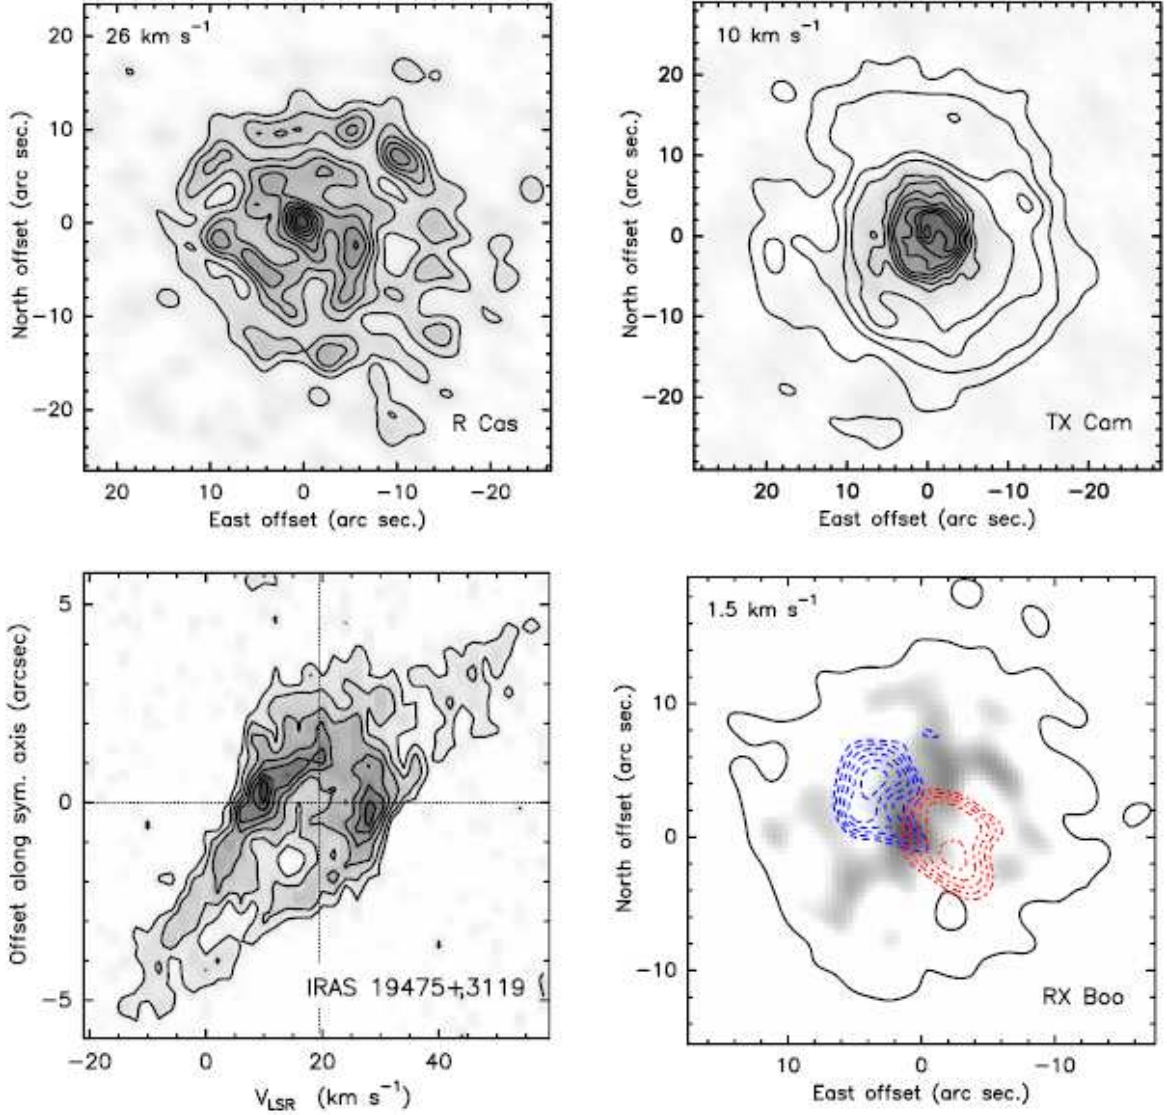 26 km s⁻¹
20
10
0
−10
−20
North offset (arc sec.)
20 10 0 −10 −20
East offset (arc sec.)
R Cas
10 km s⁻¹
20
10
0
−10
−20
North offset (arc sec.)
20 10 0 −10 −20
East offset (arc sec.)
TX Cam
5
0
−5
Offset along sym. axis (arcsec)
−20 0 20 40
V_LSR (km s⁻¹)
IRAS 19475+3119 (
1.5 km s⁻¹
10
0
−10
North offset (arc sec.)
10 0 −10
East offset (arc sec.)
RX Boo